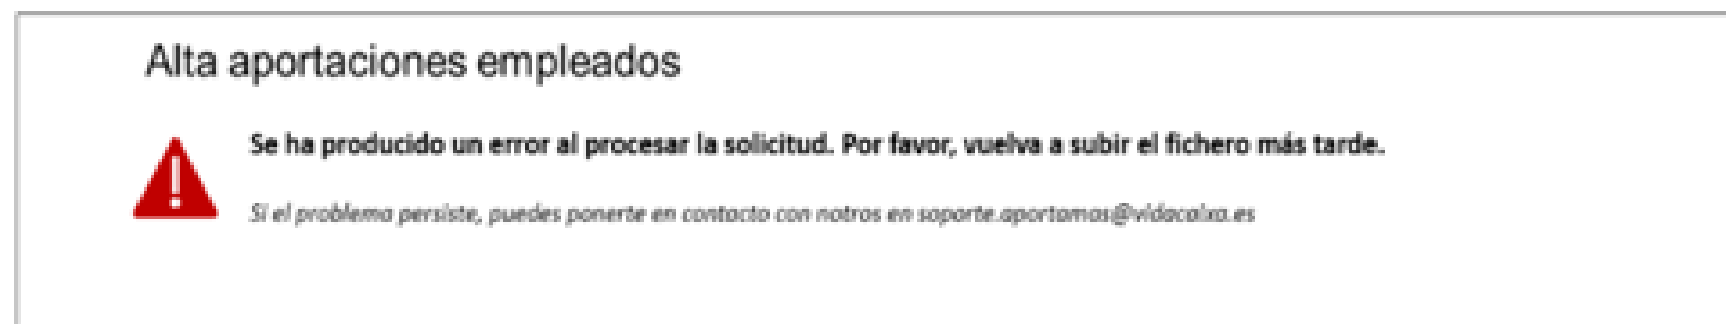 Alta aportaciones empleados
Se ha producido un error al procesar la solicitud. Por favor, vuelva a subir el fichero más tarde.
Si el problema persiste, puedes ponerte en contacto con notros en soporte.aportamos@vidacaixa.es